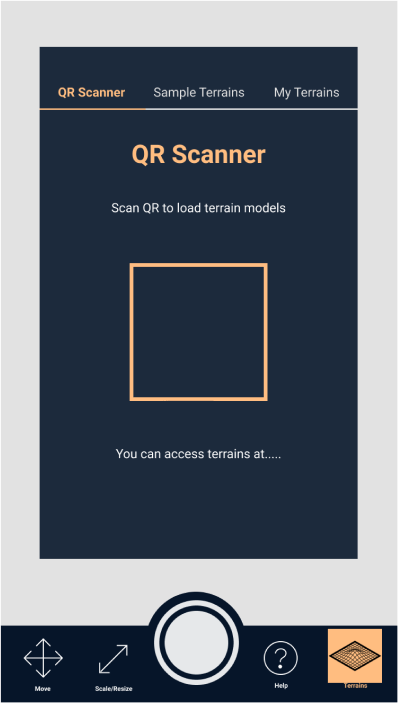 QR Scanner
Sample Terrains
My Terrains
QR Scanner
Scan QR to load terrain models
You can access terrains at.....
Move
Scale/Resize
Help
Terrains